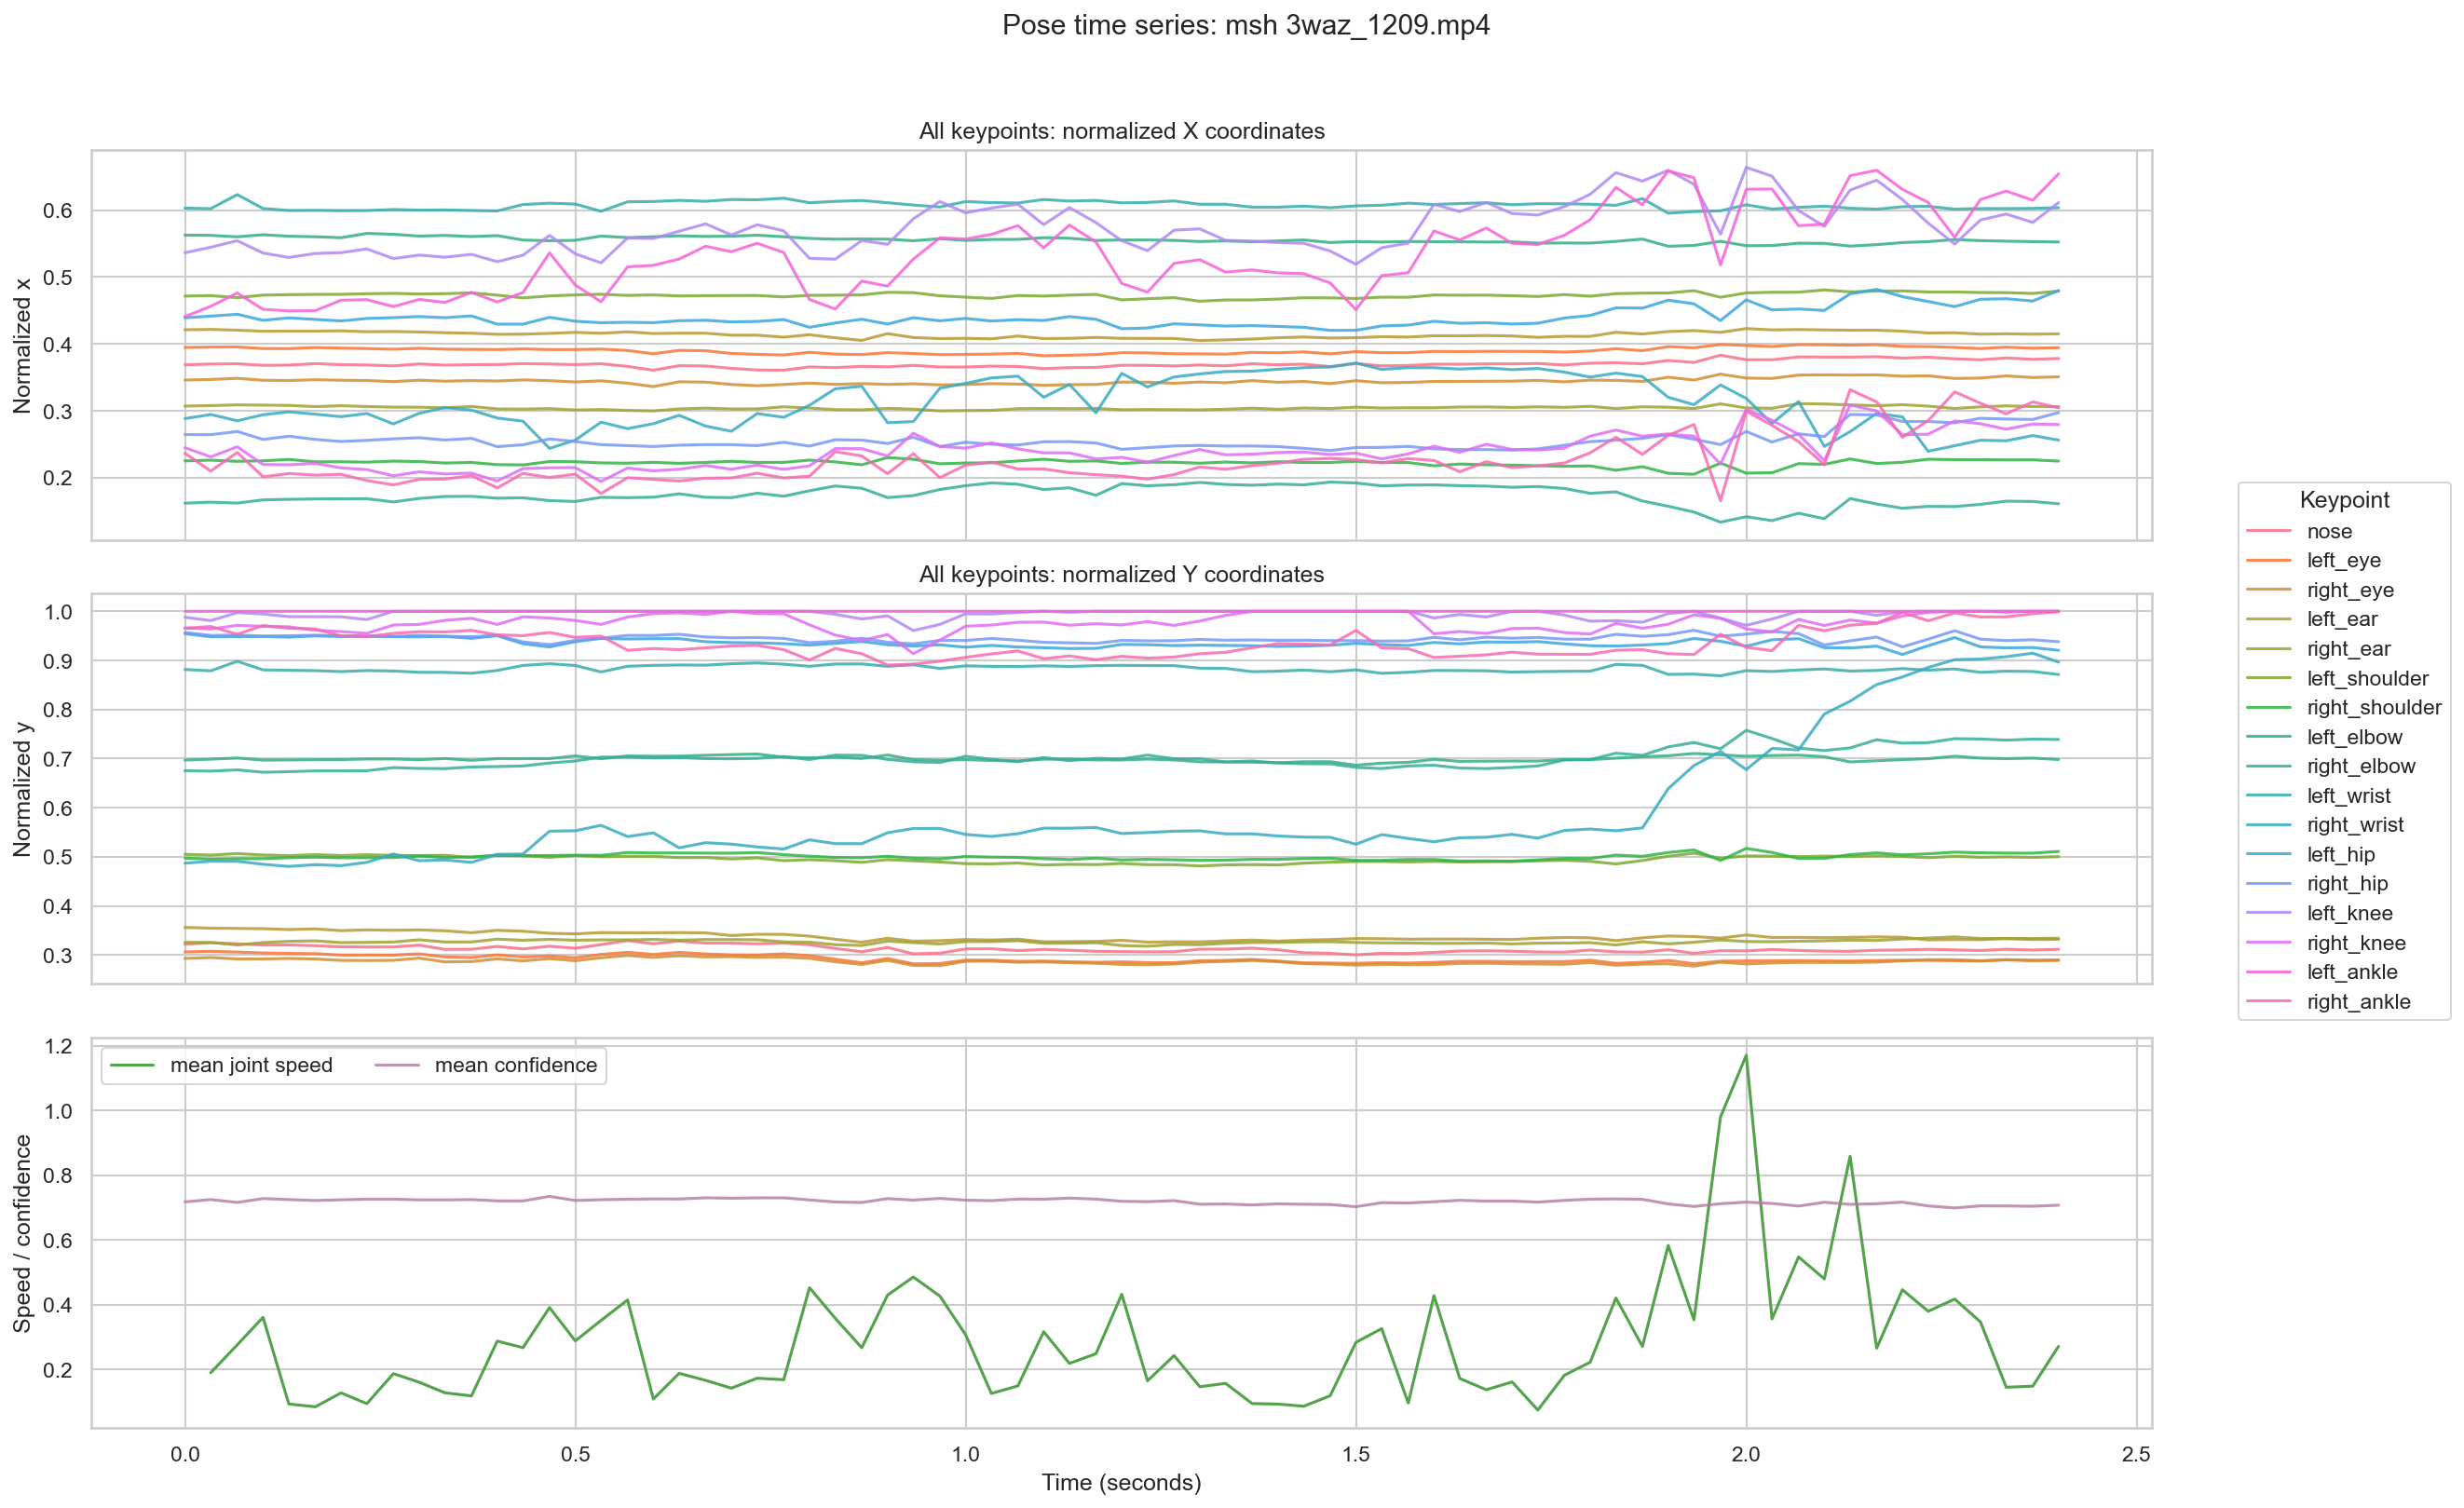 Pose time series: msh 3waz_1209.mp4
All keypoints: normalized X coordinates
Normalized x
0.6
0.5
0.4
0.3
0.2
All keypoints: normalized Y coordinates
Normalized y
1.0
0.9
0.8
0.7
0.6
0.5
0.4
0.3
Keypoint
nose
left_eye
right_eye
left_ear
right_ear
left_shoulder
right_shoulder
left_elbow
right_elbow
left_wrist
right_wrist
left_hip
right_hip
left_knee
right_knee
left_ankle
right_ankle
mean joint speed
mean confidence
Speed / confidence
1.2
1.0
0.8
0.6
0.4
0.2
0.0
0.5
1.0
1.5
2.0
2.5
Time (seconds)